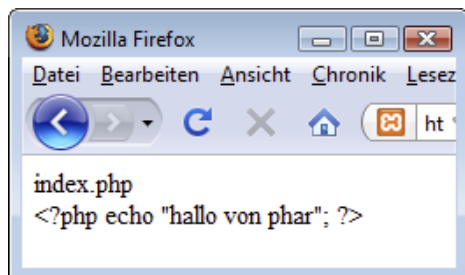 Mozilla Firefox
Datei Bearbeiten Ansicht Chronik Lesez
ht
index.php
<?php echo "hallo von phar"; ?>